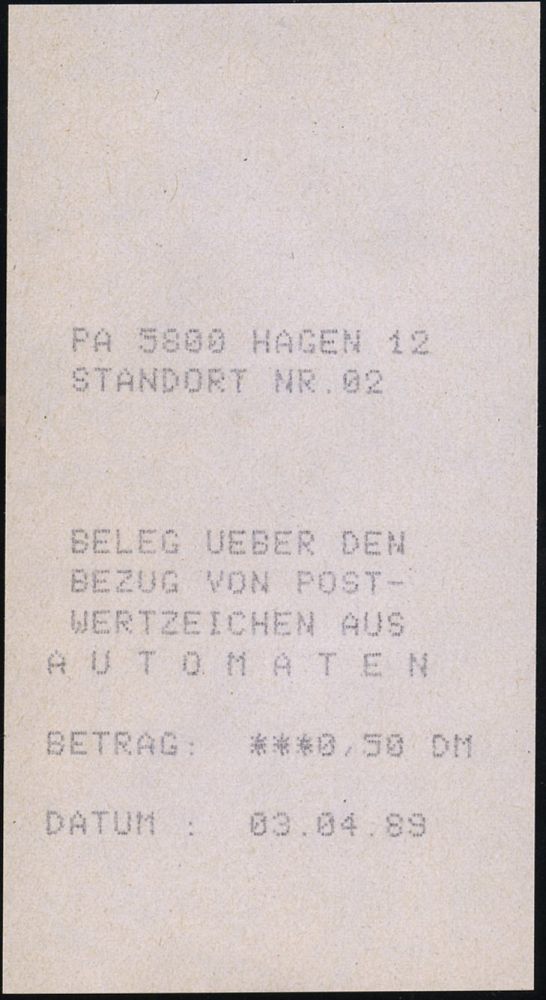 PA 5800 HAGEN 12
STANDORT NR.02
BELEG UEBER DEN
BEZUG VON POST-
WERTZEICHEN AUS
A U T O M A T E N
BETRAG: ***0,50 DM
DATUM : 03.04.89